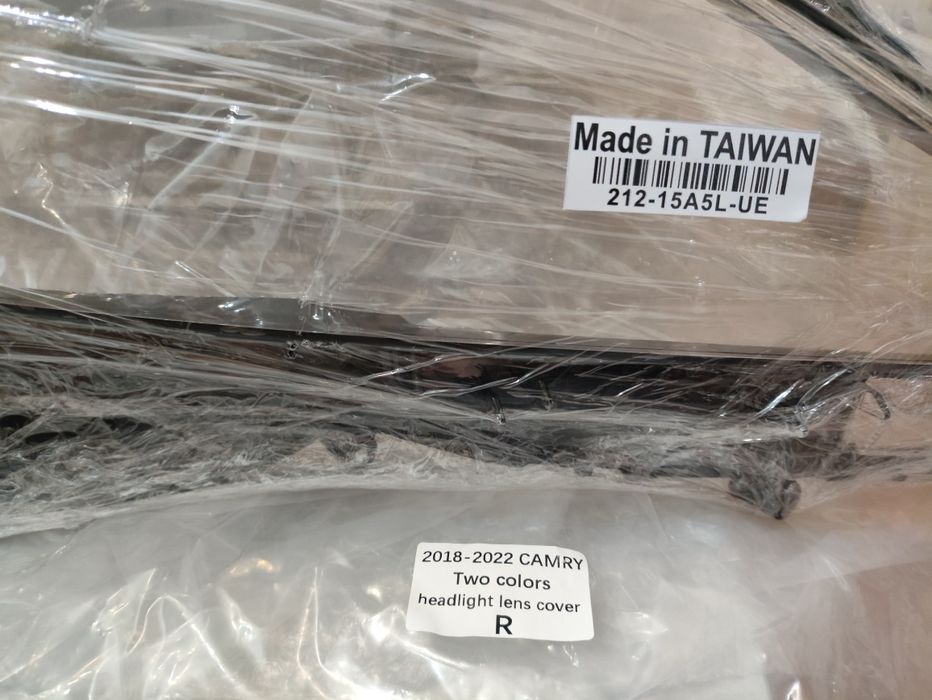 Made in TAIWAN
212-15A5L-UE
2018-2022 CAMRY
Two colors
headlight lens cover
R